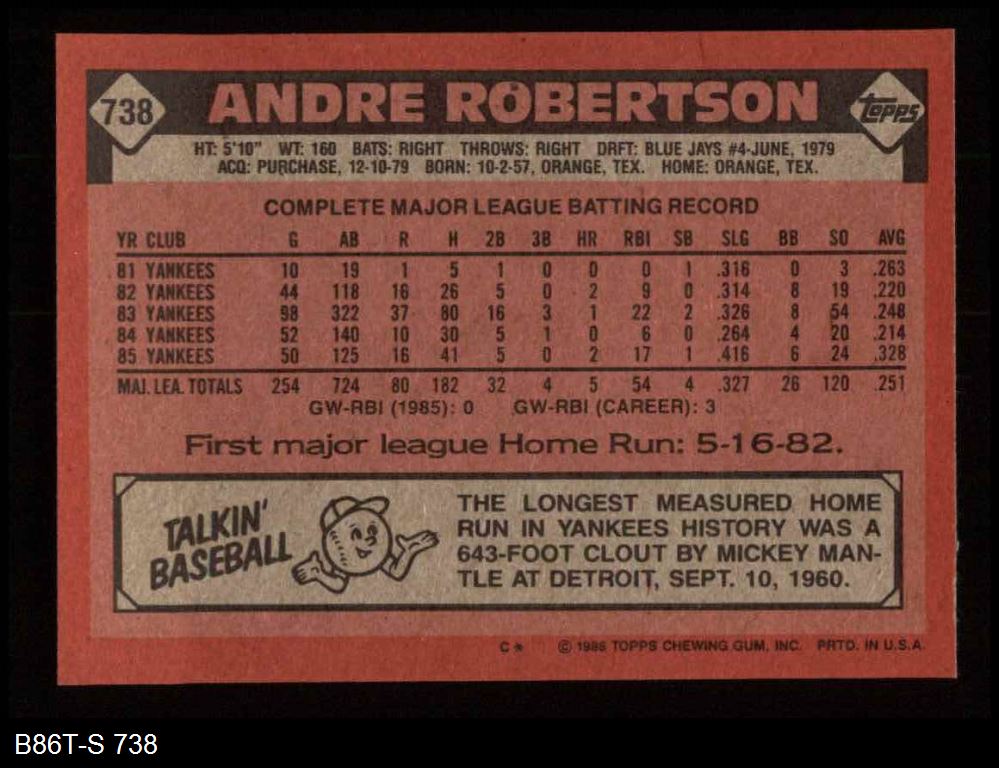 738 ANDRE ROBERTSON Topps
HT: 5'10" WT: 160 BATS: RIGHT THROWS: RIGHT DRFT: BLUE JAYS #4-JUNE, 1979
ACQ: PURCHASE, 12-10-79 BORN: 10-2-57, ORANGE, TEX. HOME: ORANGE, TEX.
COMPLETE MAJOR LEAGUE BATTING RECORD
YR CLUB G AB R H 2B 3B HR RBI SB SLG BB SO AVG
81 YANKEES 10 19 1 5 1 0 0 0 1 .316 0 3 .263
82 YANKEES 44 118 16 26 5 0 2 9 0 .314 8 19 .220
83 YANKEES 98 322 37 80 16 3 1 22 2 .326 8 54 .248
84 YANKEES 52 140 10 30 5 1 0 6 0 .264 4 20 .214
85 YANKEES 50 125 16 41 5 0 2 17 1 .416 6 24 .328
MAJ. LEA. TOTALS 254 724 80 182 32 4 5 54 4 .327 26 120 .251
GW-RBI (1985): 0 GW-RBI (CAREER): 3
First major league Home Run: 5-16-82.
TALKIN'
BASEBALL
THE LONGEST MEASURED HOME
RUN IN YANKEES HISTORY WAS A
643-FOOT CLOUT BY MICKEY MAN-
TLE AT DETROIT, SEPT. 10, 1960.
C* © 1986 TOPPS CHEWING GUM, INC. PRTD. IN U.S.A.
B86T-S 738